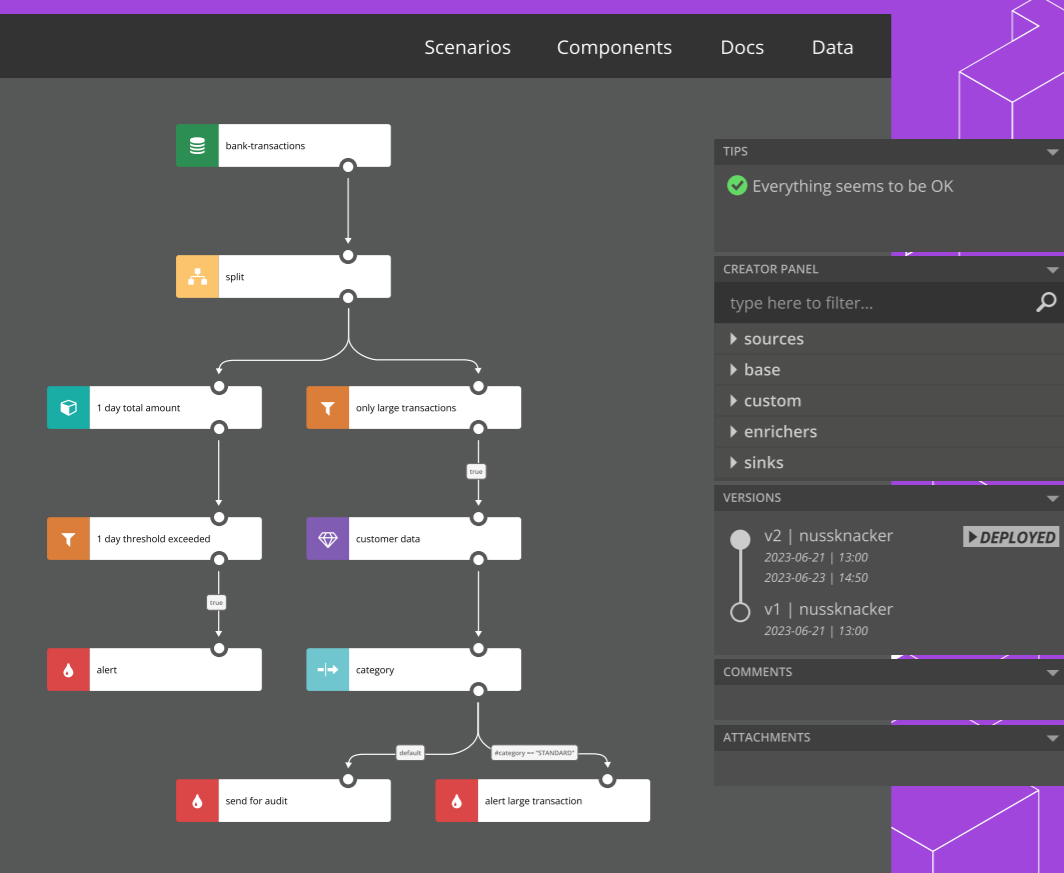 Scenarios Components Docs Data
bank-transactions
split
1 day total amount
only large transactions
true
1 day threshold exceeded
customer data
true
alert
category
default
#category == "STANDARD"
send for audit
alert large transaction
TIPS
Everything seems to be OK
CREATOR PANEL
type here to filter...
sources
base
custom
enrichers
sinks
VERSIONS
v2 | nussknacker
DEPLOYED
2023-06-21 | 13:00
2023-06-23 | 14:50
v1 | nussknacker
2023-06-21 | 13:00
COMMENTS
ATTACHMENTS